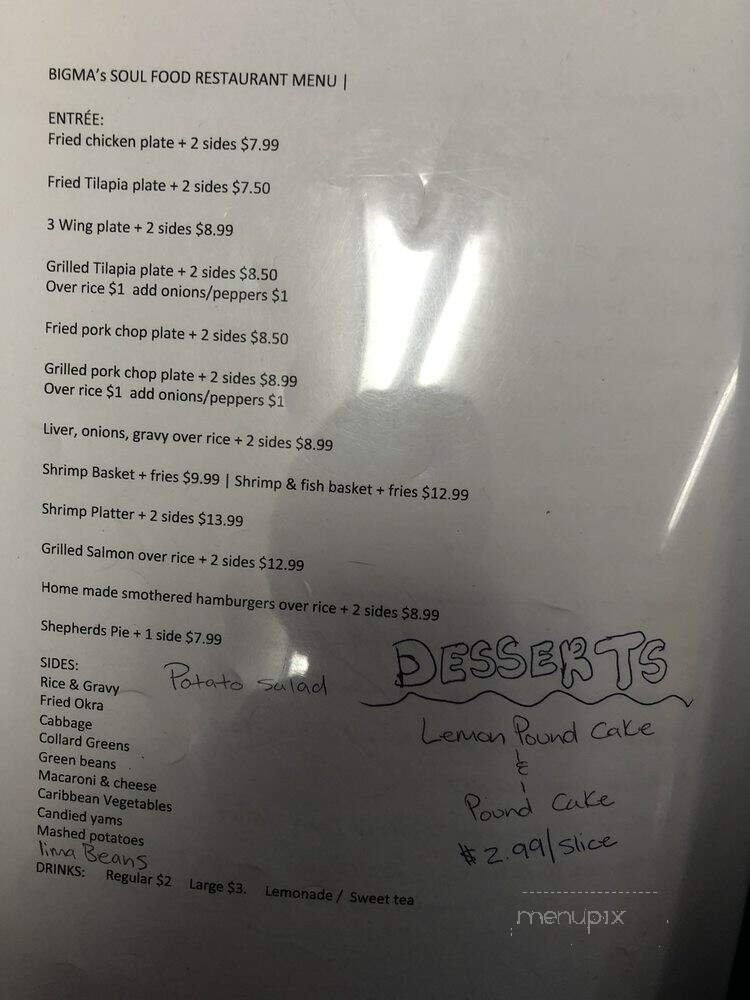 BIGMA's SOUL FOOD RESTAURANT MENU |
ENTRÉE:
Fried chicken plate + 2 sides $7.99
Fried Tilapia plate + 2 sides $7.50
3 Wing plate + 2 sides $8.99
Grilled Tilapia plate + 2 sides $8.50
Over rice $1 add onions/peppers $1
Fried pork chop plate + 2 sides $8.50
Grilled pork chop plate + 2 sides $8.99
Over rice $1 add onions/peppers $1
Liver, onions, gravy over rice + 2 sides $8.99
Shrimp Basket + fries $9.99 | Shrimp & fish basket + fries $12.99
Shrimp Platter + 2 sides $13.99
Grilled Salmon over rice + 2 sides $12.99
Home made smothered hamburgers over rice + 2 sides $8.99
Shepherds Pie + 1 side $7.99
SIDES:
Potato salad
Rice & Gravy
Fried Okra
Cabbage
Collard Greens
Green beans
Macaroni & cheese
Caribbean Vegetables
Candied yams
Mashed potatoes
lima Beans
DRINKS: Regular $2 Large $3. Lemonade / Sweet tea
DESSERTS
Lemon Pound Cake
&
Pound Cake
$2.99/slice
menupix